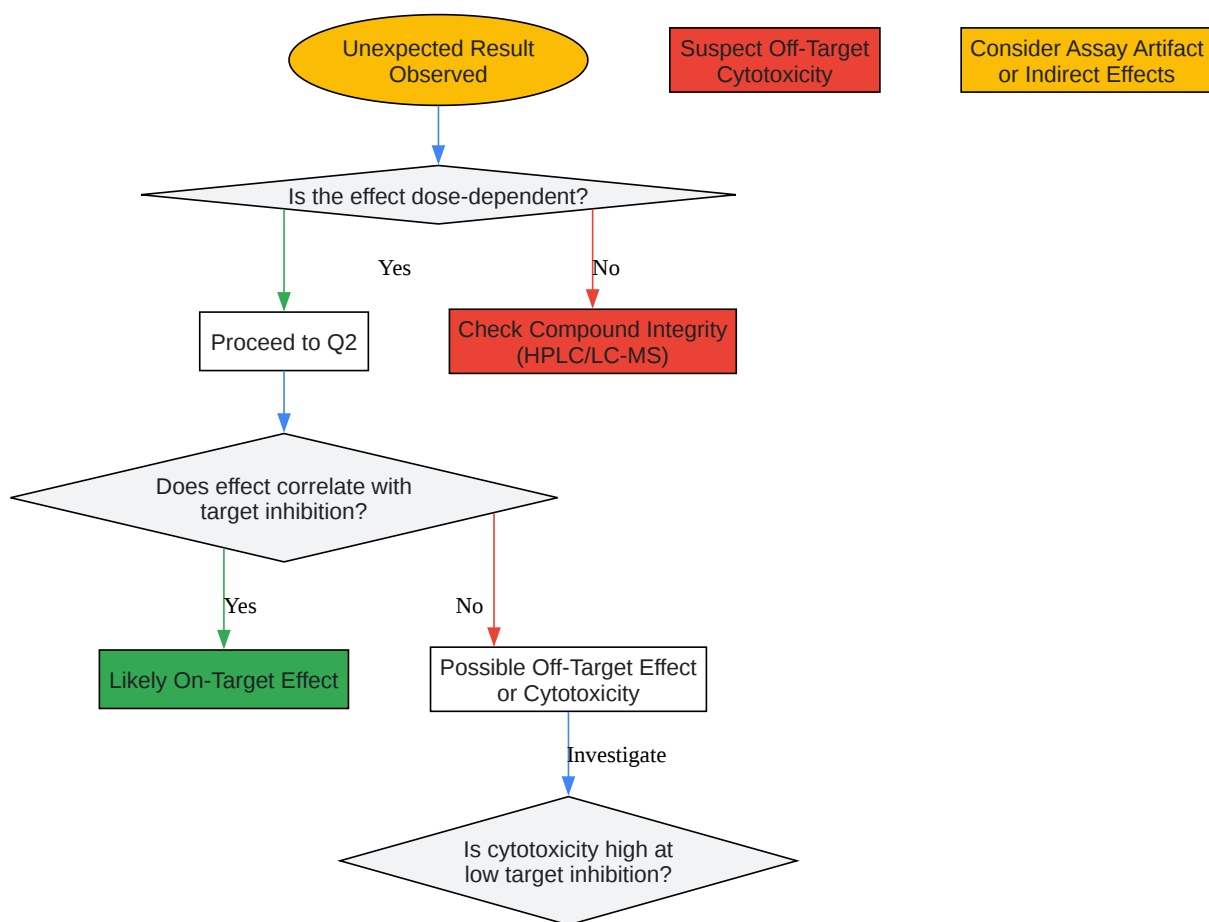 Unexpected Result
Observed
Suspect Off-Target
Cytotoxicity
Consider Assay Artifact
or Indirect Effects
Is the effect dose-dependent?
Yes
No
Proceed to Q2
Check Compound Integrity
(HPLC/LC-MS)
Does effect correlate with
target inhibition?
Yes
No
Likely On-Target Effect
Possible Off-Target Effect
or Cytotoxicity
Investigate
Is cytotoxicity high at
low target inhibition?